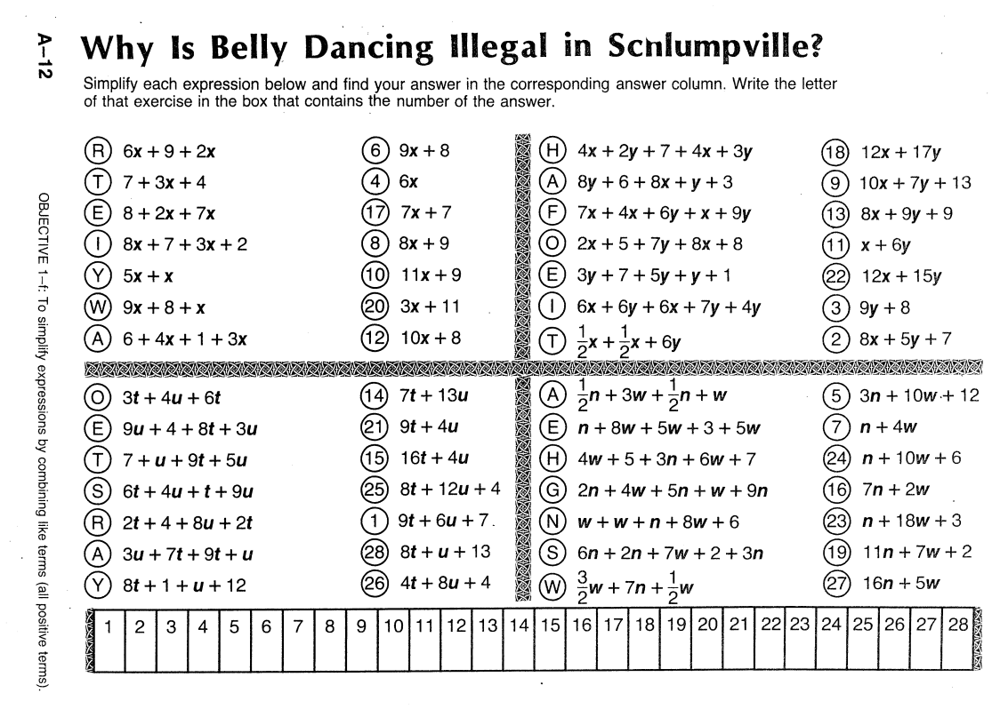 A–12
Why Is Belly Dancing Illegal in Schlumpville?
Simplify each expression below and find your answer in the corresponding answer column. Write the letter
of that exercise in the box that contains the number of the answer.
R 6x + 9 + 2x
T 7 + 3x + 4
E 8 + 2x + 7x
I 8x + 7 + 3x + 2
Y 5x + x
W 9x + 8 + x
A 6 + 4x + 1 + 3x
6 9x + 8
4 6x
17 7x + 7
8 8x + 9
10 11x + 9
20 3x + 11
12 10x + 8
H 4x + 2y + 7 + 4x + 3y
A 8y + 6 + 8x + y + 3
F 7x + 4x + 6y + x + 9y
O 2x + 5 + 7y + 8x + 8
E 3y + 7 + 5y + y + 1
I 6x + 6y + 6x + 7y + 4y
T 1/2x + 1/2x + 6y
18 12x + 17y
9 10x + 7y + 13
13 8x + 9y + 9
11 x + 6y
22 12x + 15y
3 9y + 8
2 8x + 5y + 7
O 3t + 4u + 6t
E 9u + 4 + 8t + 3u
T 7 + u + 9t + 5u
S 6t + 4u + t + 9u
R 2t + 4 + 8u + 2t
A 3u + 7t + 9t + u
Y 8t + 1 + u + 12
14 7t + 13u
21 9t + 4u
15 16t + 4u
25 8t + 12u + 4
1 9t + 6u + 7
28 8t + u + 13
26 4t + 8u + 4
A 1/2n + 3w + 1/2n + w
E n + 8w + 5w + 3 + 5w
H 4w + 5 + 3n + 6w + 7
G 2n + 4w + 5n + w + 9n
N w + w + n + 8w + 6
S 6n + 2n + 7w + 2 + 3n
W 3/2w + 7n + 1/2w
5 3n + 10w + 12
7 n + 4w
24 n + 10w + 6
16 7n + 2w
23 n + 18w + 3
19 11n + 7w + 2
27 16n + 5w
1 2 3 4 5 6 7 8 9 10 11 12 13 14 15 16 17 18 19 20 21 22 23 24 25 26 27 28
OBJECTIVE 1–f: To simplify expressions by combining like terms (all positive terms).